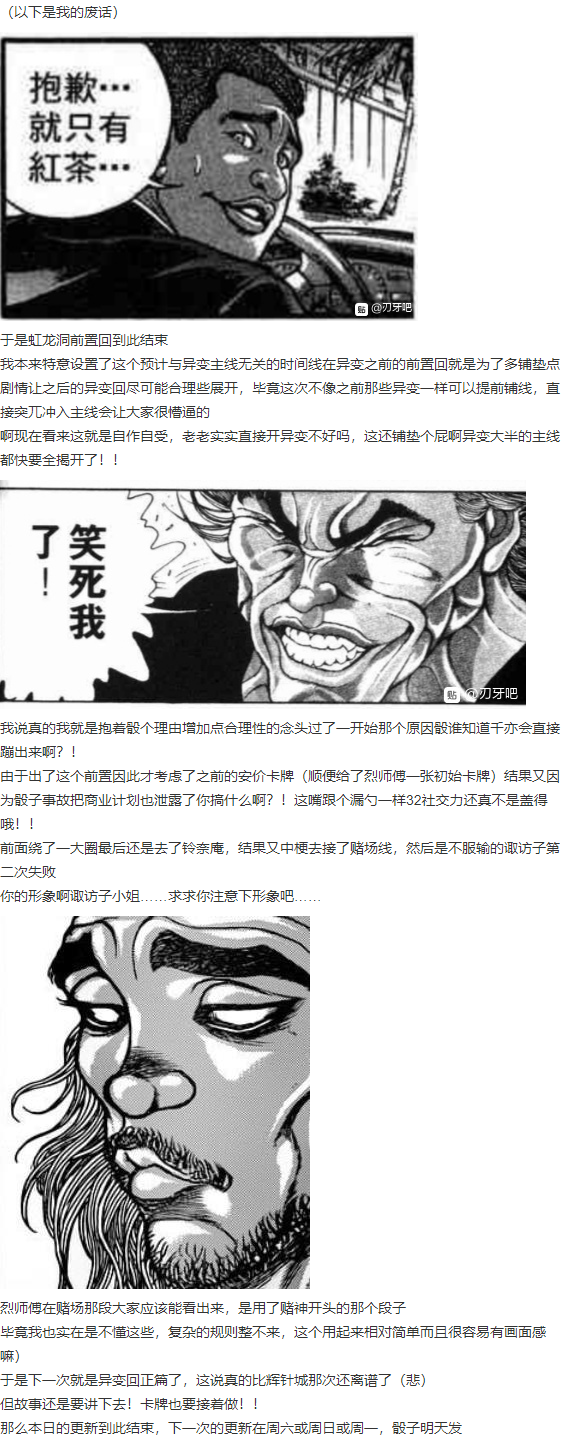 （以下是我的废话）
抱歉…
就只有
紅茶…
贴 @刃牙吧
于是虹龙洞前置回到此结束
我本来特意设置了这个预计与异变主线无关的时间线在异变之前的前置回就是为了多铺垫点
剧情让之后的异变回尽可能合理些展开，毕竟这次不像之前那些异变一样可以提前铺线，直
接突兀冲入主线会让大家很懵逼的
啊现在看来这就是自作自受，老老实实直接开异变不好吗，这还铺垫个屁啊异变大半的主线
都快要全揭开了！！
笑死我
了！
贴 @刃牙吧
我说真的我就是抱着骰个理由增加点合理性的念头过了一开始那个原因骰谁知道千亦会直接
蹦出来啊？！
由于出了这个前置因此才考虑了之前的安价卡牌（顺便给了烈师傅一张初始卡牌）结果又因
为骰子事故把商业计划也泄露了你搞什么啊？！这嘴跟个漏勺一样32社交力还真不是盖得
哦！！
前面绕了一大圈最后还是去了铃奈庵，结果又中梗去接了赌场线，然后是不服输的诹访子第
二次失败
你的形象啊诹访子小姐……求求你注意下形象吧……
烈师傅在赌场那段大家应该能看出来，是用了赌神开头的那个段子
毕竟我也实在是不懂这些，复杂的规则整不来，这个用起来相对简单而且很容易有画面感
嘛）
于是下一次就是异变回正篇了，这说真的比辉针城那次还离谱了（悲）
但故事还是要讲下去！卡牌也要接着做！！
那么本日的更新到此结束，下一次的更新在周六或周日或周一，骰子明天发